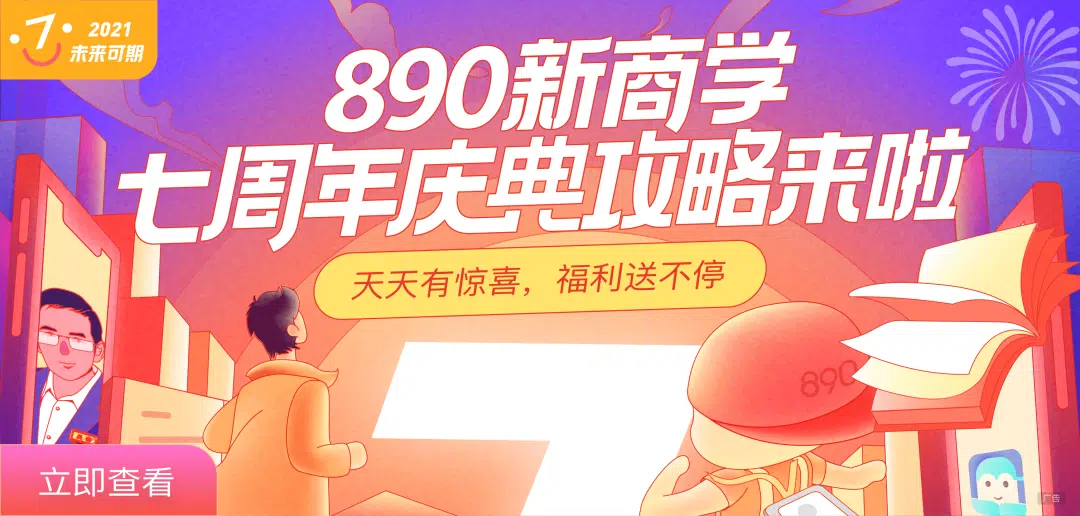 7
2021
未来可期
890新商学
七周年庆典攻略来啦
天天有惊喜，福利送不停
890
立即查看
广告